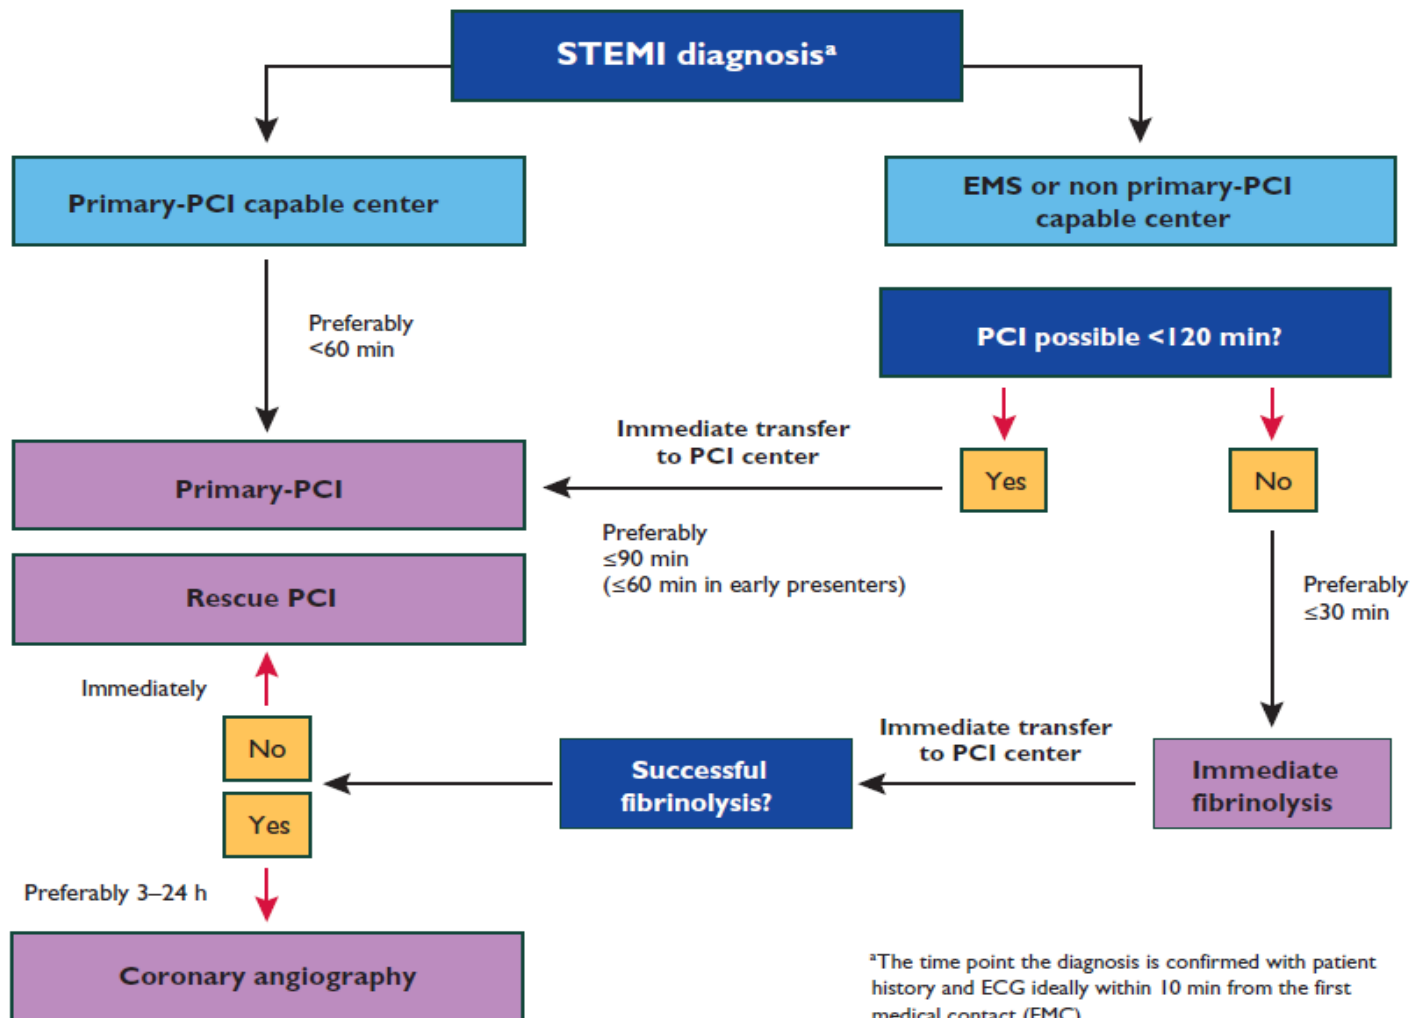 STEMI diagnosisª
Primary-PCI capable center
EMS or non primary-PCI
capable center
Preferably
<60 min
PCI possible <120 min?
Immediate transfer
to PCI center
Yes
No
Primary-PCI
Preferably
≤90 min
(≤60 min in early presenters)
Rescue PCI
Preferably
≤30 min
Immediately
No
Immediate transfer
to PCI center
Successful
fibrinolysis?
Immediate
fibrinolysis
Yes
Preferably 3–24 h
Coronary angiography
ªThe time point the diagnosis is confirmed with patient
history and ECG ideally within 10 min from the first
medical contact (FMC)